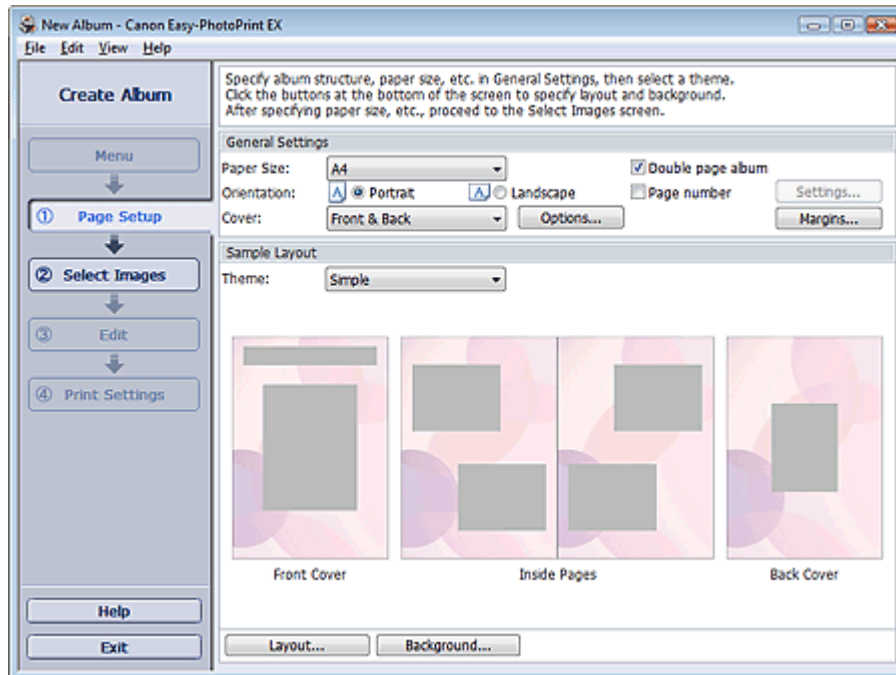 New Album - Canon Easy-PhotoPrint EX
File Edit View Help
Create Album
Menu
① Page Setup
② Select Images
③ Edit
④ Print Settings
Help
Exit
Specify album structure, paper size, etc. in General Settings, then select a theme.
Click the buttons at the bottom of the screen to specify layout and background.
After specifying paper size, etc., proceed to the Select Images screen.
General Settings
Paper Size: A4 Double page album
Orientation: A Portrait A Landscape Page number Settings...
Cover: Front & Back Options... Margins...
Sample Layout
Theme: Simple
Front Cover Inside Pages Back Cover
Layout... Background...